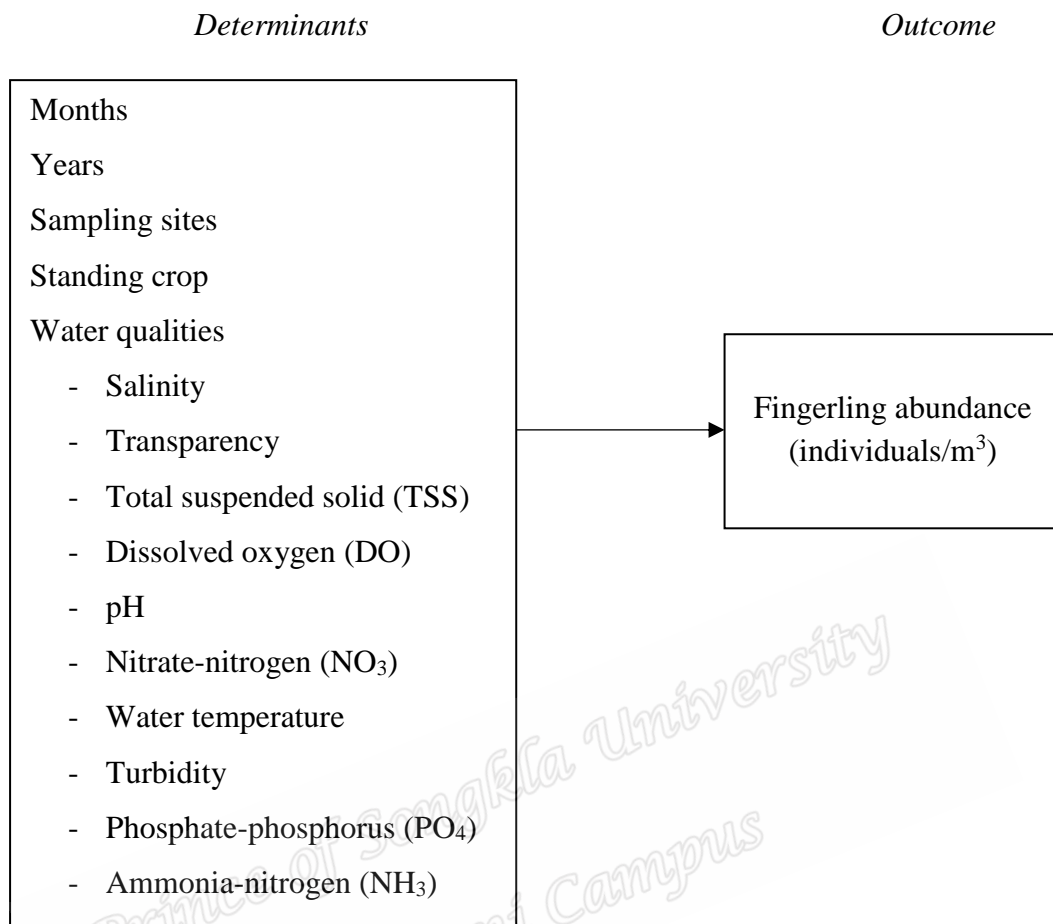 Determinants Outcome
Months
Years
Sampling sites
Standing crop
Water qualities
- Salinity
- Transparency
- Total suspended solid (TSS)
- Dissolved oxygen (DO)
- pH
- Nitrate-nitrogen (NO₃)
- Water temperature
- Turbidity
- Phosphate-phosphorus (PO₄)
- Ammonia-nitrogen (NH₃)
Fingerling abundance
(individuals/m³)
Prince of Songkla University
Campus